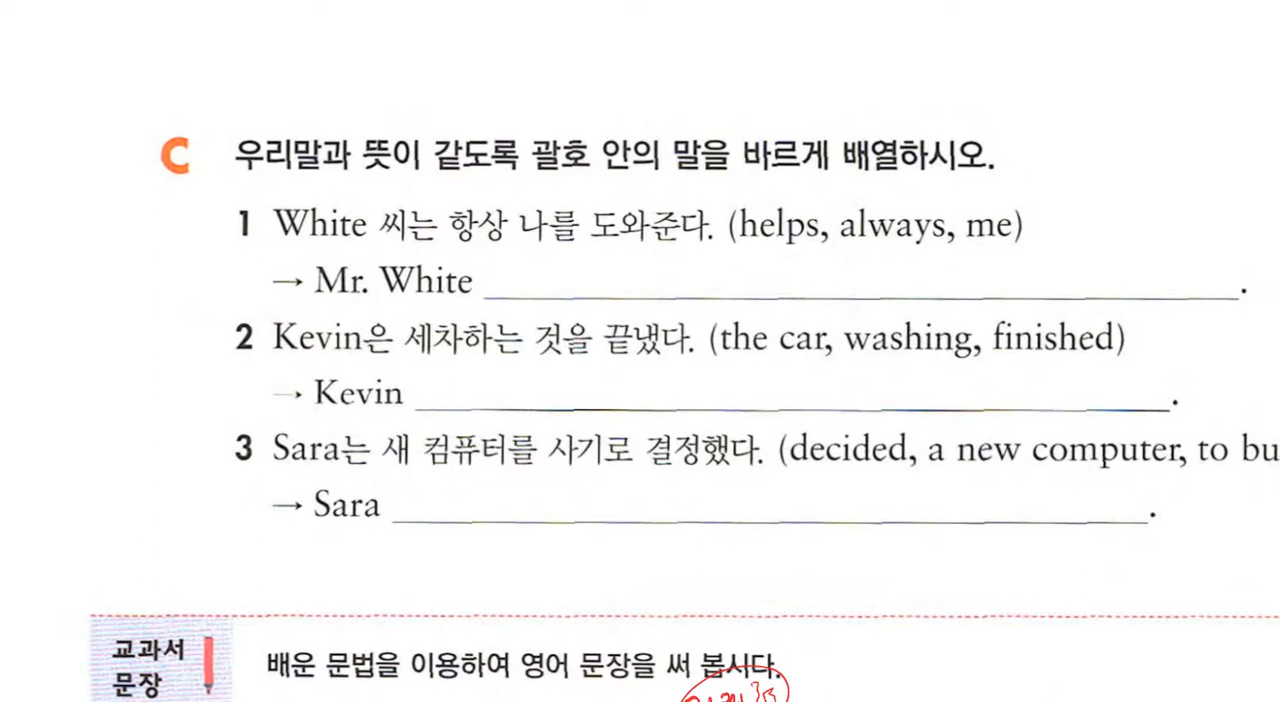 C 우리말과 뜻이 같도록 괄호 안의 말을 바르게 배열하시오.
1 White 씨는 항상 나를 도와준다. (helps, always, me)
→ Mr. White ______________.
2 Kevin은 세차하는 것을 끝냈다. (the car, washing, finished)
→ Kevin ______________.
3 Sara는 새 컴퓨터를 사기로 결정했다. (decided, a new computer, to bu
→ Sara ______________.
교과서
문장
배운 문법을 이용하여 영어 문장을 써 봅시다.